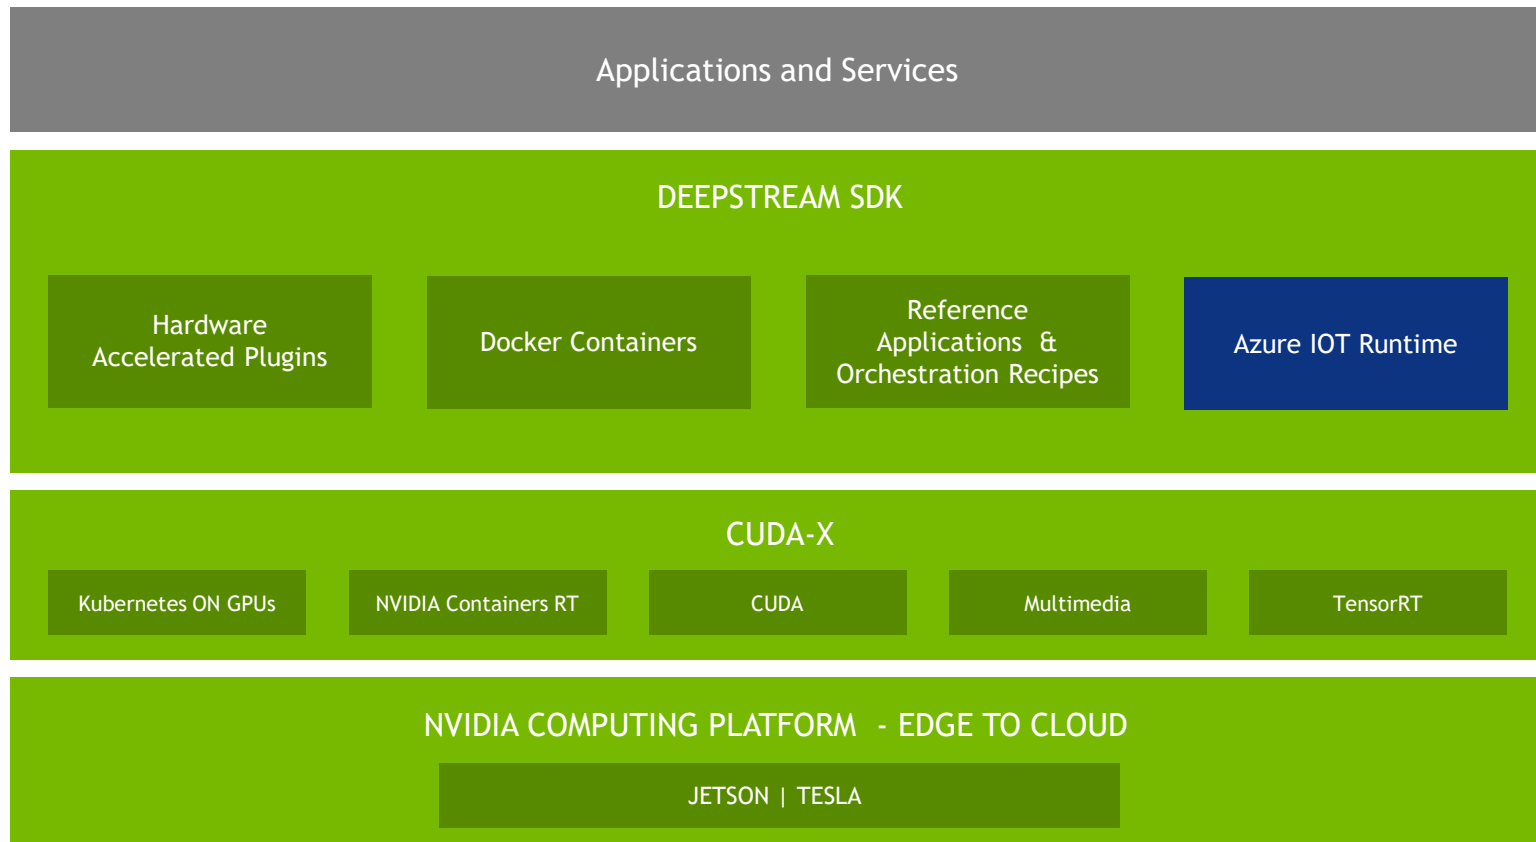 Applications and Services
DEEPSTREAM SDK
Hardware
Accelerated Plugins
Docker Containers
Reference
Applications & 
Orchestration Recipes
Azure IOT Runtime
CUDA-X
Kubernetes ON GPUs
NVIDIA Containers RT
CUDA
Multimedia
TensorRT
NVIDIA COMPUTING PLATFORM - EDGE TO CLOUD
JETSON | TESLA